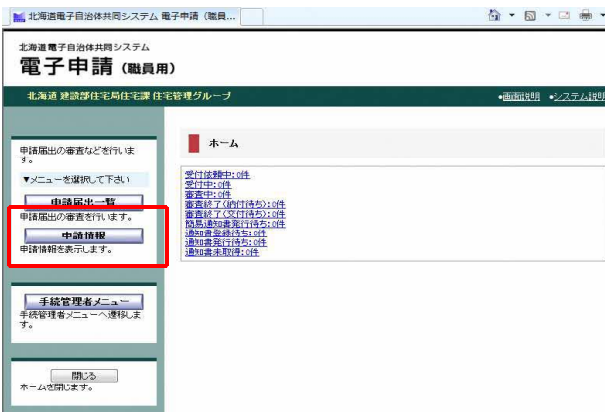 北海道電子自治体共同システム 電子申請（職員...
北海道電子自治体共同システム
電子申請（職員用）
北海道 建設部住宅局住宅課 住宅管理グループ
●画面説明 ●システム説明
申請届出の審査などを行いま
す。
▼メニューを選択して下さい
申請届出一覧
申請届出の審査を行います。
申請情報
申請情報を表示します。
手続管理者メニュー
手続管理者メニューへ遷移しま
す。
閉じる
ホームを閉じます。
ホーム
受付依頼中:0件
受付中:0件
審査中:0件
審査終了(納付待ち):0件
審査終了(交付待ち):0件
簡易通知書発行待ち:0件
通知書登録待ち:0件
通知書発行待ち:0件
通知書未取得:0件